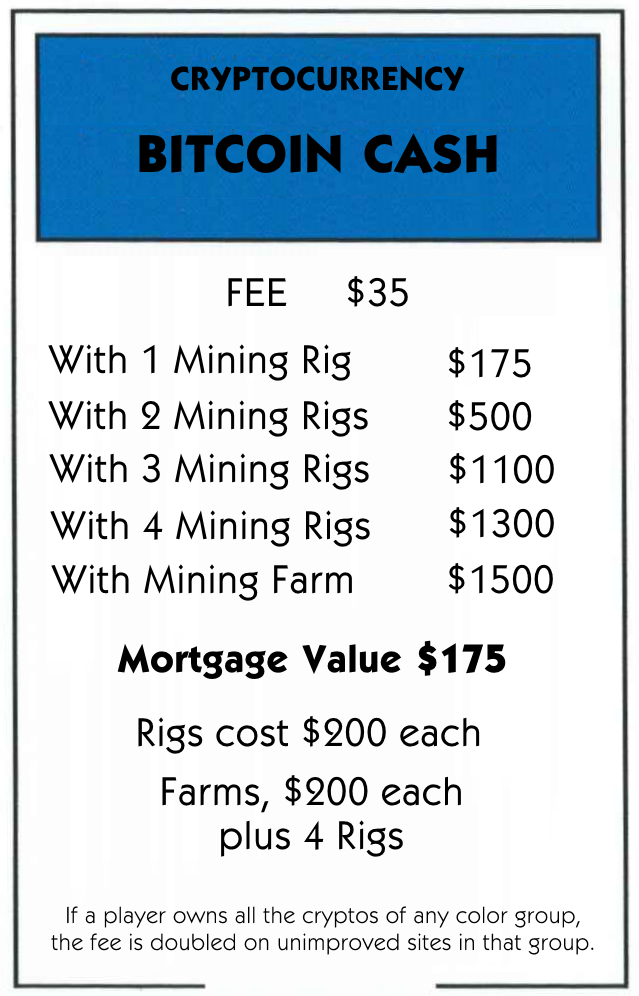 CRYPTOCURRENCY
BITCOIN CASH
FEE $35
With 1 Mining Rig $175
With 2 Mining Rigs $500
With 3 Mining Rigs $1100
With 4 Mining Rigs $1300
With Mining Farm $1500
Mortgage Value $175
Rigs cost $200 each
Farms, $200 each
plus 4 Rigs
If a player owns all the cryptos of any color group,
the fee is doubled on unimproved sites in that group.